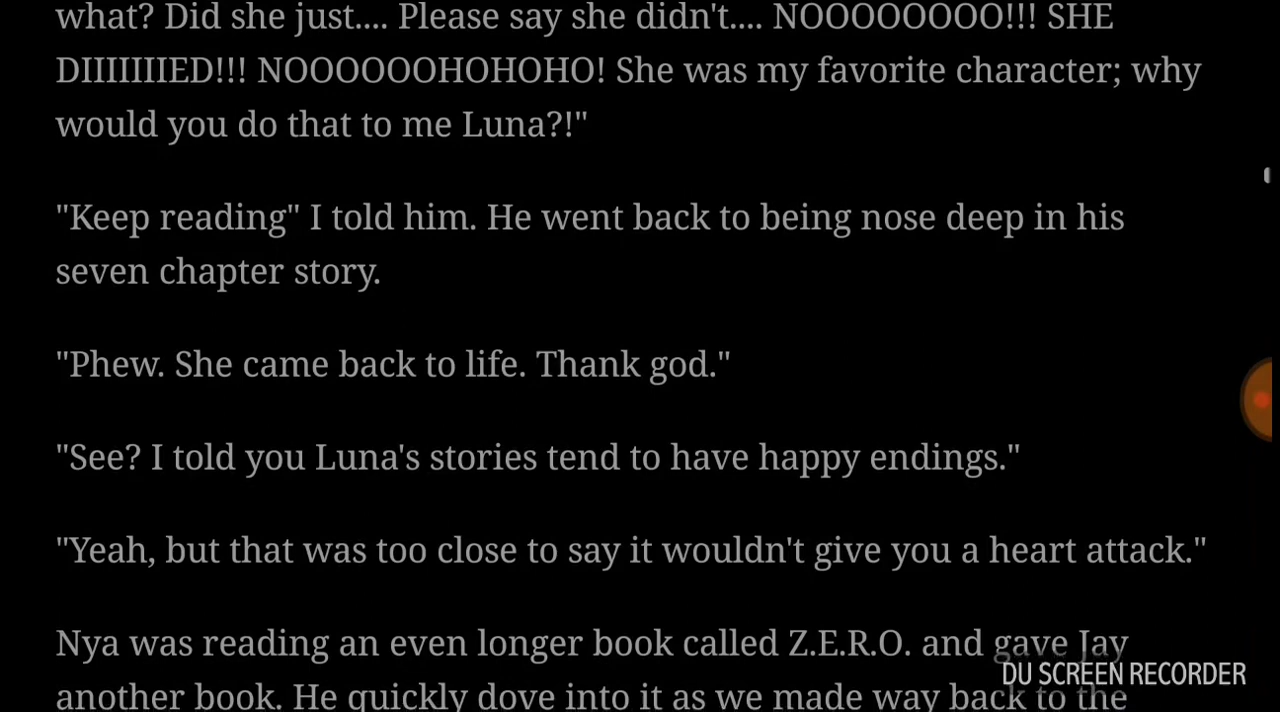 what? Did she just.... Please say she didn't.... NOOOOOOOO!!! SHE
DIIIIIIIED!!! NOOOOOOHOHOHO! She was my favorite character; why
would you do that to me Luna?!"
"Keep reading" I told him. He went back to being nose deep in his
seven chapter story.
"Phew. She came back to life. Thank god."
"See? I told you Luna's stories tend to have happy endings."
"Yeah, but that was too close to say it wouldn't give you a heart attack."
Nya was reading an even longer book called Z.E.R.O. and gave Jay
another book. He quickly dove into it as we made way back to the
DU SCREEN RECORDER